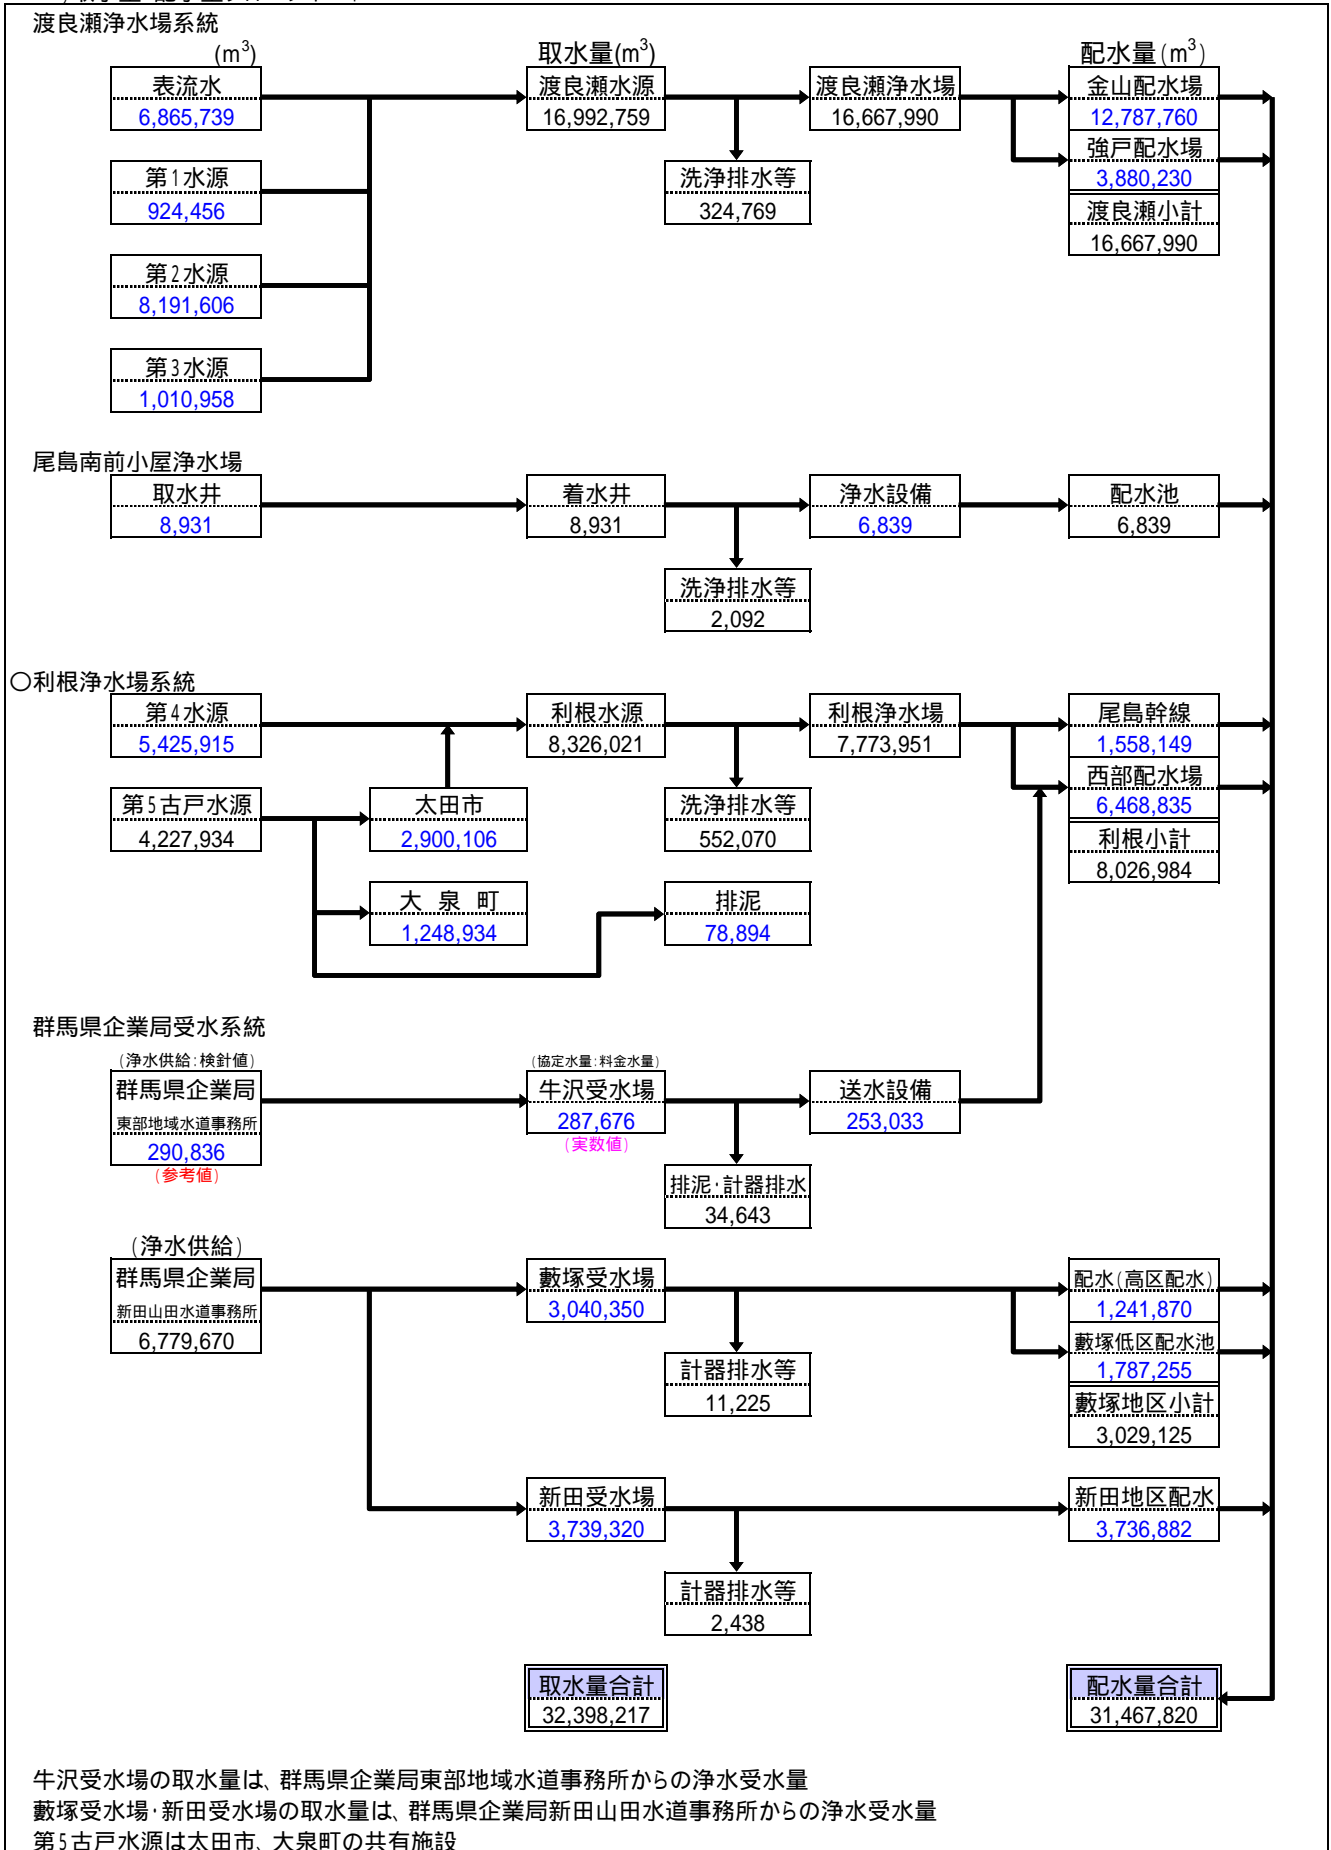 渡良瀬浄水場系統
(m³) 取水量(m³) 配水量(m³)
表流水 渡良瀬水源 渡良瀬浄水場 金山配水場
6,865,739 16,992,759 16,667,990 12,787,760
強戸配水場
第1水源 洗浄排水等 3,880,230
924,456 324,769 渡良瀬小計
16,667,990
第2水源
8,191,606
第3水源
1,010,958
尾島南前小屋浄水場
取水井 着水井 浄水設備 配水池
8,931 8,931 6,839 6,839
洗浄排水等
2,092
○利根浄水場系統
第4水源 利根水源 利根浄水場 尾島幹線
5,425,915 8,326,021 7,773,951 1,558,149
西部配水場
第5古戸水源 太田市 洗浄排水等 6,468,835
4,227,934 2,900,106 552,070 利根小計
8,026,984
大 泉 町 排泥
1,248,934 78,894
群馬県企業局受水系統
(浄水供給:検針値) (協定水量:料金水量)
群馬県企業局 牛沢受水場 送水設備
東部地域水道事務所 287,676 253,033
290,836 (実数値)
(参考値)
排泥・計器排水
34,643
(浄水供給)
群馬県企業局 藪塚受水場 配水(高区配水)
新田山田水道事務所 3,040,350 1,241,870
6,779,670 藪塚低区配水池
計器排水等 1,787,255
11,225 藪塚地区小計
3,029,125
新田受水場 新田地区配水
3,739,320 3,736,882
計器排水等
2,438
取水量合計 配水量合計
32,398,217 31,467,820
牛沢受水場の取水量は、群馬県企業局東部地域水道事務所からの浄水受水量
藪塚受水場・新田受水場の取水量は、群馬県企業局新田山田水道事務所からの浄水受水量
第5古戸水源は太田市、大泉町の共有施設